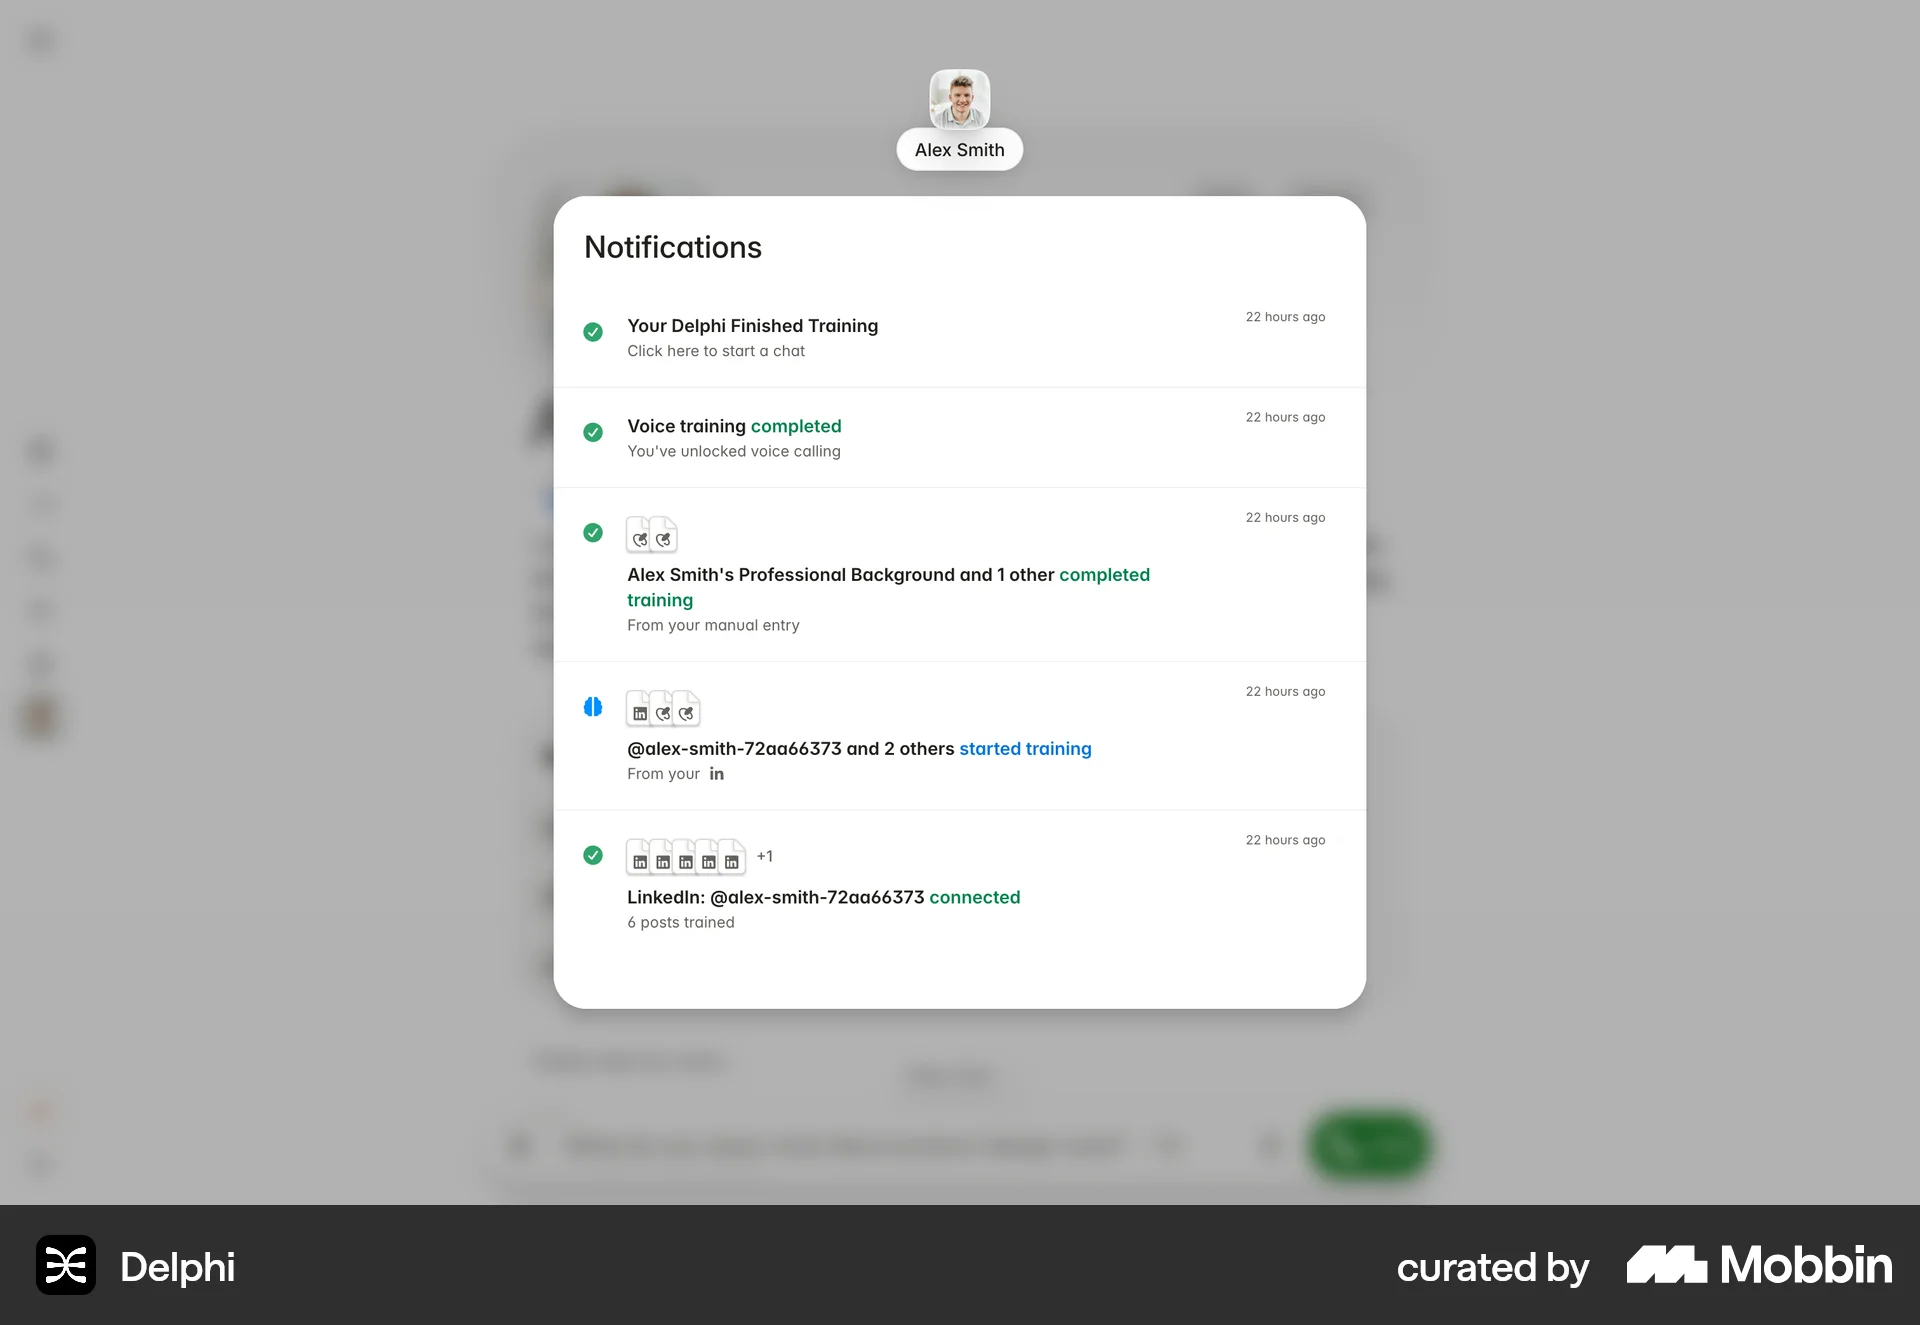 Alex Smith
Notifications
Your Delphi Finished Training
22 hours ago
Click here to start a chat
Voice training completed
22 hours ago
You've unlocked voice calling
22 hours ago
Alex Smith's Professional Background and 1 other completed
training
From your manual entry
22 hours ago
@alex-smith-72aa66373 and 2 others started training
From your in
22 hours ago
+1
LinkedIn: @alex-smith-72aa66373 connected
6 posts trained
Delphi
curated by Mobbin